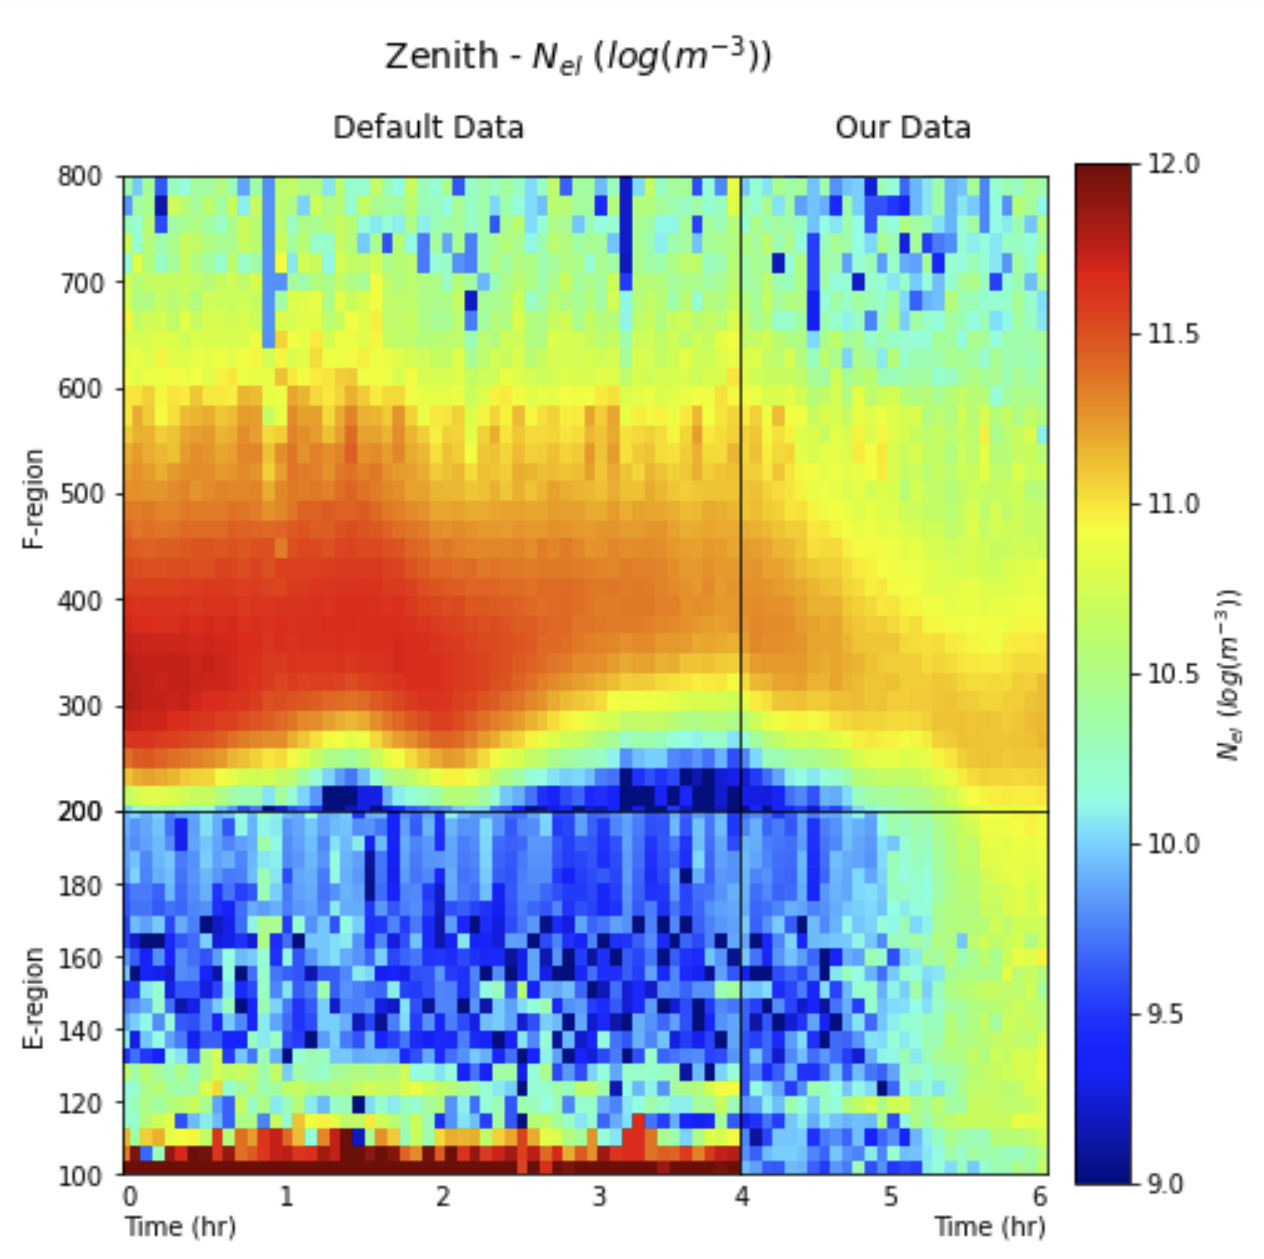 Zenith - N_el (log(m⁻³))
Default Data
Our Data
800
700
600
500
400
300
200
180
160
140
120
100
F-region
E-region
0 1 2 3 4 5 6
Time (hr)
Time (hr)
12.0
11.5
11.0
10.5
10.0
9.5
9.0
N_el (log(m⁻³))